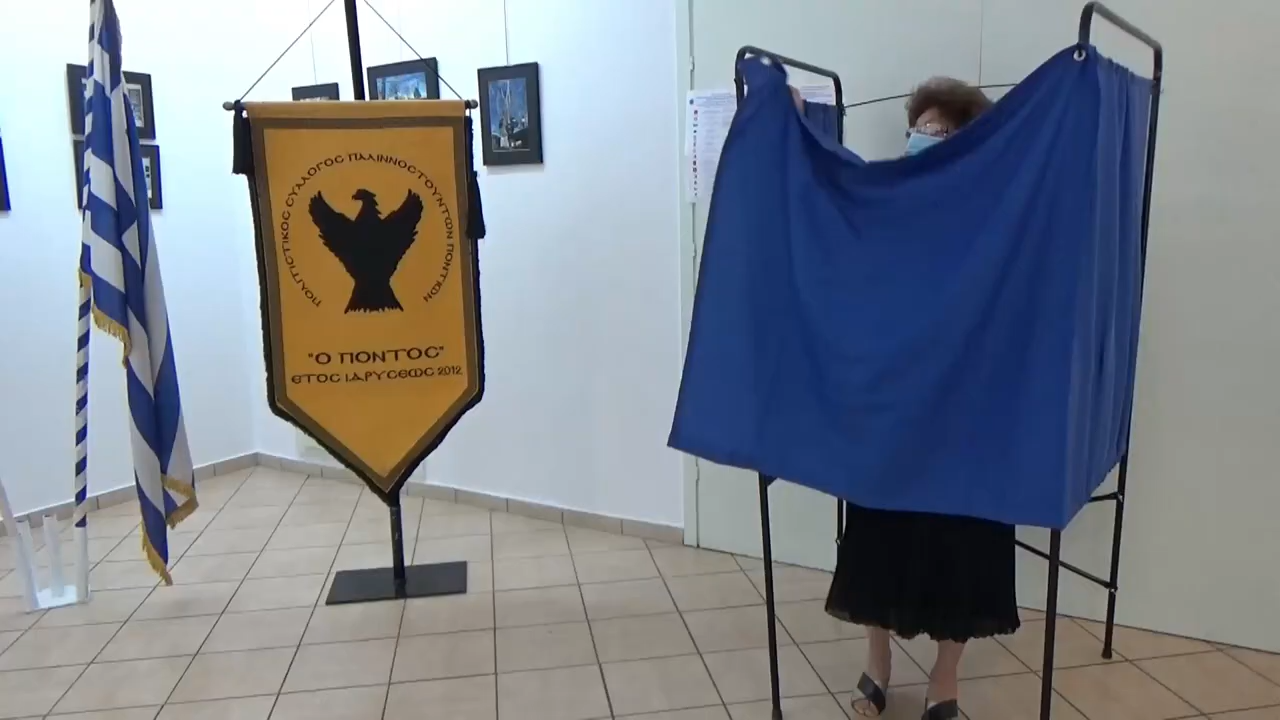 ΠΟΛΙΤΙΣΤΙΚΟΣ ΣΥΛΛΟΓΟΣ ΠΑΛΙΝΝΟΣΤΟΥΝΤΩΝ ΠΟΝΤΙΩΝ
"Ο ΠΟΝΤΟΣ"
ΕΤΟΣ ΙΔΡΥΣΕΩΣ 2012